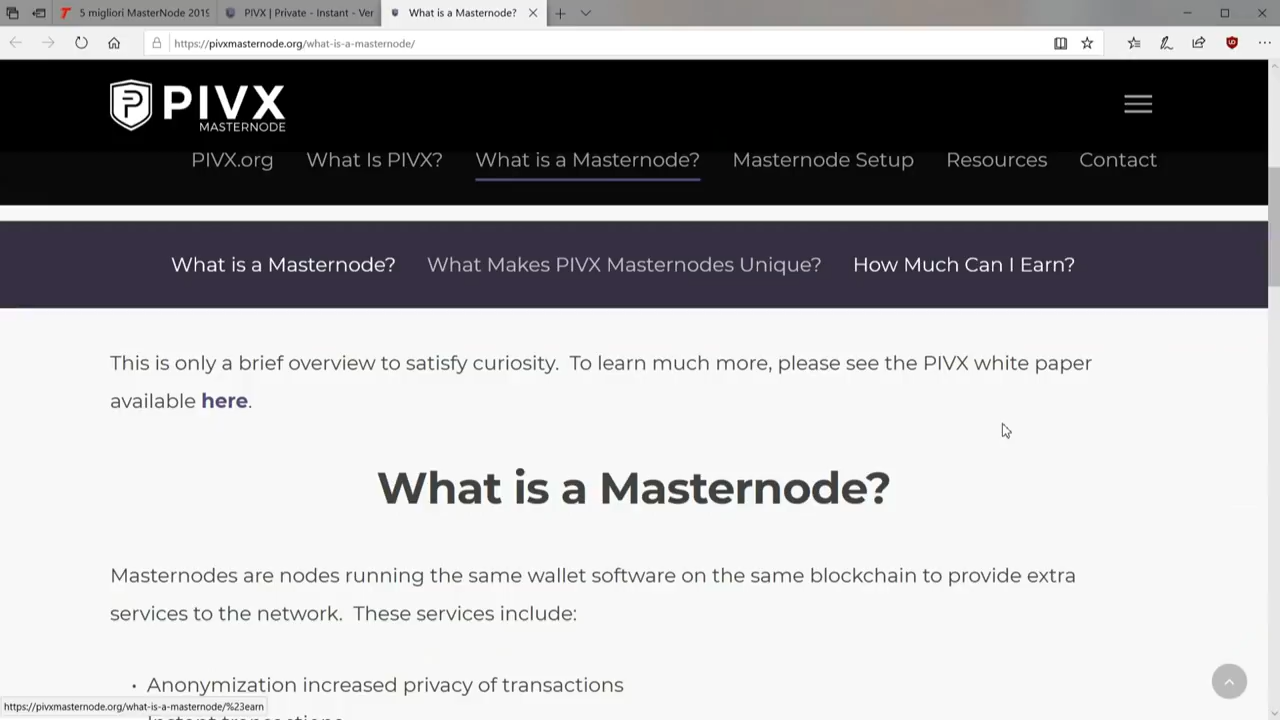 5 migliori MasterNode 2019
PIVX | Private - Instant - Ver
What is a Masternode?
https://pivxmasternode.org/what-is-a-masternode/
PIVX
MASTERNODE
PIVX.org What Is PIVX? What is a Masternode? Masternode Setup Resources Contact
What is a Masternode? What Makes PIVX Masternodes Unique? How Much Can I Earn?
This is only a brief overview to satisfy curiosity. To learn much more, please see the PIVX white paper
available here.
What is a Masternode?
Masternodes are nodes running the same wallet software on the same blockchain to provide extra
services to the network. These services include:
• Anonymization increased privacy of transactions
Instant transactions
https://pivxmasternode.org/what-is-a-masternode/%23earn